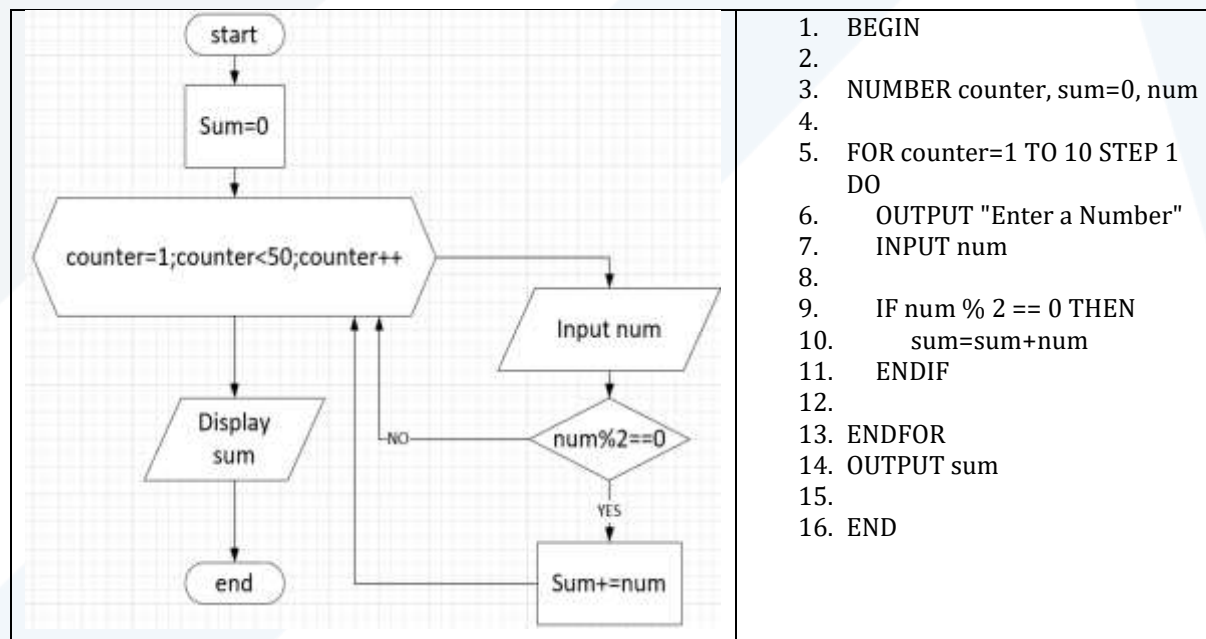 start
Sum=0
counter=1;counter<50;counter++
Input num
num%2==0
NO
YES
Sum+=num
Display
sum
end
1. BEGIN
2.
3. NUMBER counter, sum=0, num
4.
5. FOR counter=1 TO 10 STEP 1
DO
6. OUTPUT "Enter a Number"
7. INPUT num
8.
9. IF num % 2 == 0 THEN
10. sum=sum+num
11. ENDIF
12.
13. ENDFOR
14. OUTPUT sum
15.
16. END